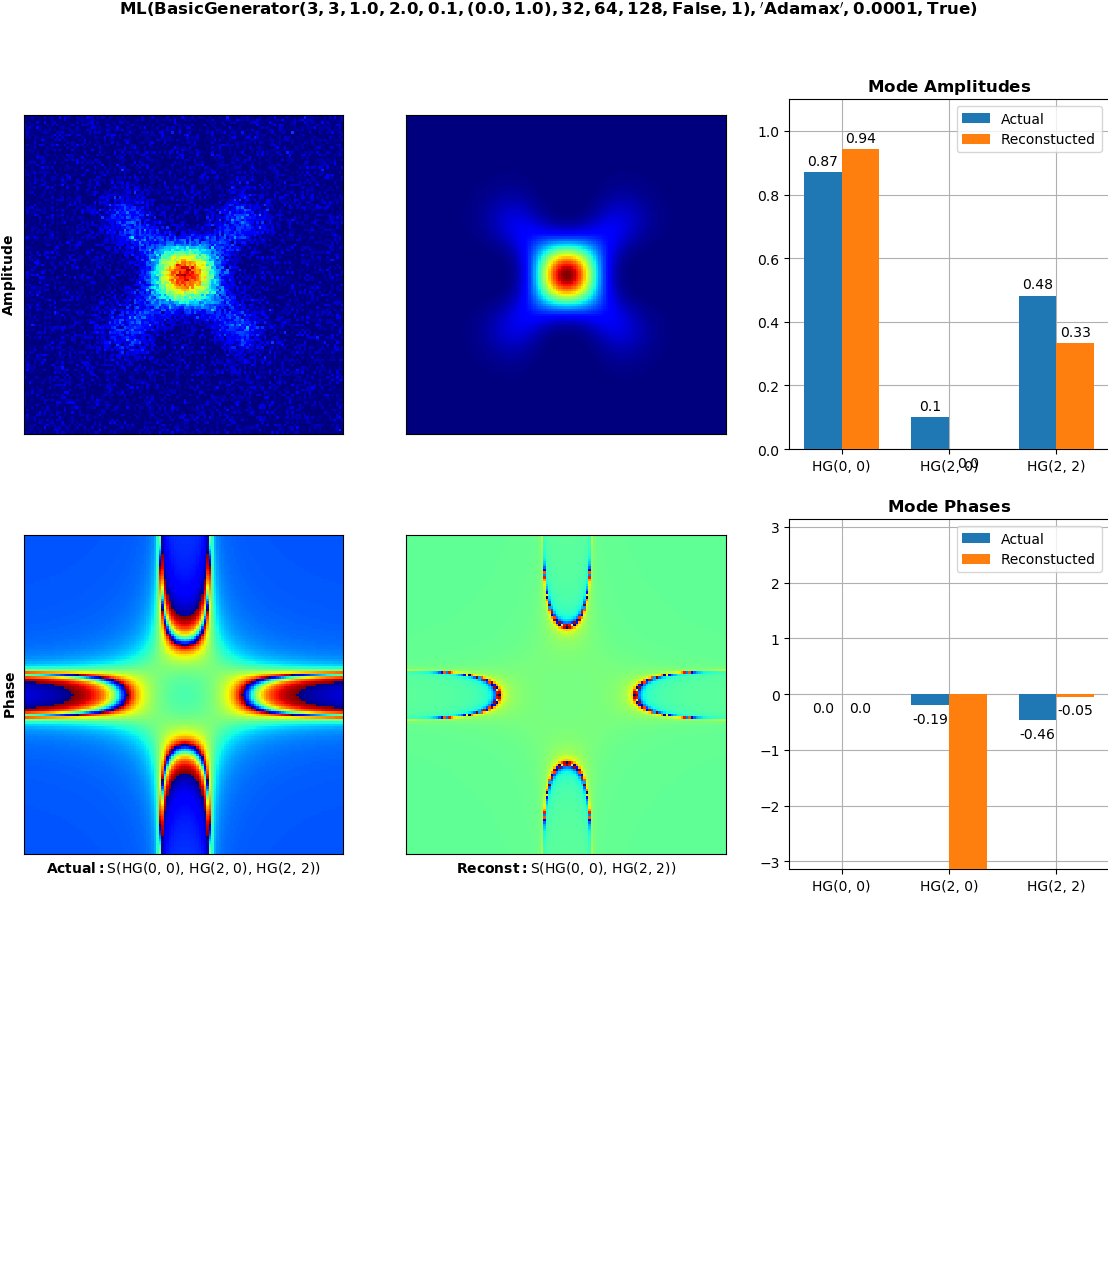 ML(BasicGenerator(3, 3, 1.0, 2.0, 0.1, (0.0, 1.0), 32, 64, 128, False, 1), ′Adamax′, 0.0001, True)
Amplitude
Mode Amplitudes
Actual
Reconstucted
1.0
0.8
0.6
0.4
0.2
0.0
0.87
0.94
0.1
0.0
0.48
0.33
HG(0, 0)
HG(2, 0)
HG(2, 2)
Phase
Actual: S(HG(0, 0), HG(2, 0), HG(2, 2))
Reconst: S(HG(0, 0), HG(2, 2))
Mode Phases
Actual
Reconstucted
3
2
1
0
−1
−2
−3
0.0
0.0
-0.19
-0.46
-0.05
HG(0, 0)
HG(2, 0)
HG(2, 2)